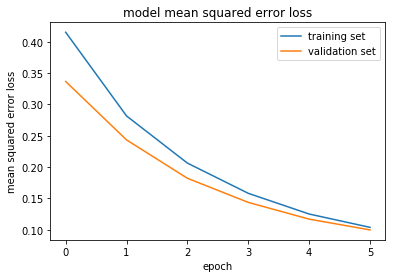 model mean squared error loss
training set
validation set
mean squared error loss
0.40
0.35
0.30
0.25
0.20
0.15
0.10
0 1 2 3 4 5
epoch